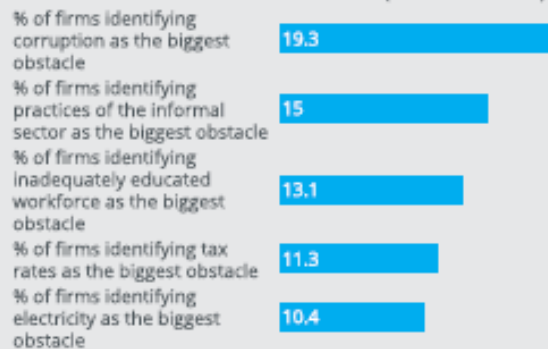 % of firms identifying
corruption as the biggest
obstacle
19.3
% of firms identifying
practices of the informal
sector as the biggest obstacle
15
% of firms identifying
inadequately educated
workforce as the biggest
obstacle
13.1
% of firms identifying tax
rates as the biggest obstacle
11.3
% of firms identifying
electricity as the biggest
obstacle
10.4